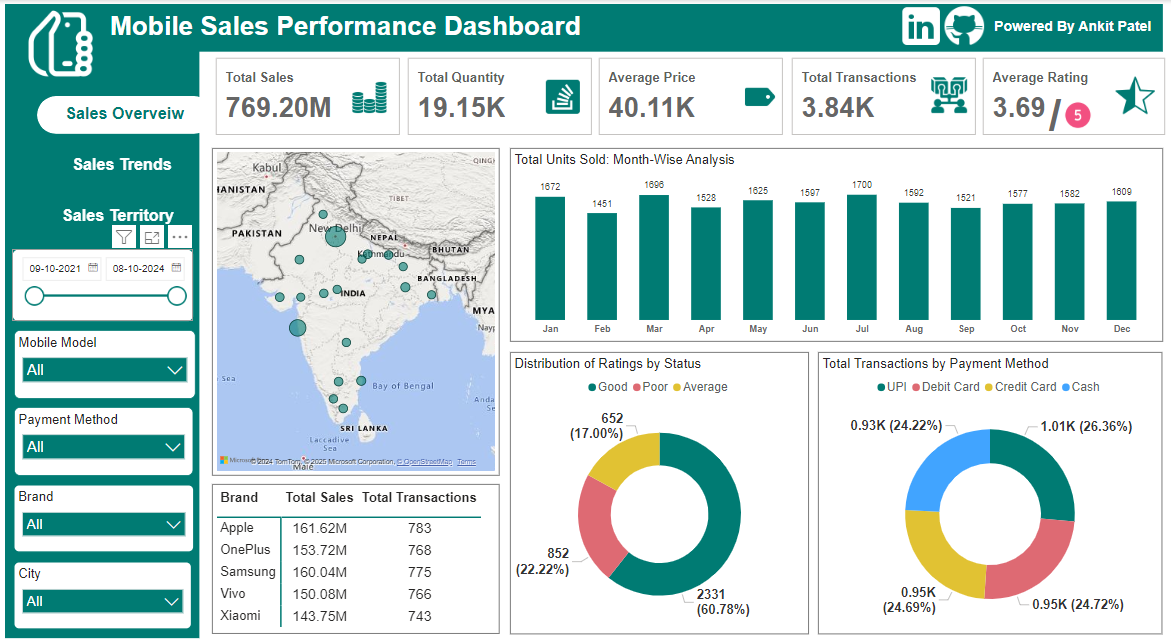 Mobile Sales Performance Dashboard
in
Powered By Ankit Patel
Sales Overveiw
Sales Trends
Sales Territory
09-10-2021
08-10-2024
Mobile Model
All
Payment Method
All
Brand
All
City
All
Total Sales
769.20M
Total Quantity
19.15K
Average Price
40.11K
Total Transactions
3.84K
Average Rating
3.69 / 5
Kabul
QINGH
HANISTAN
TIBET
PAKISTAN
New Delhi
NEPAL
Kathmandu
BHUTAN
BANGLADESH
INDIA
MYA
Nayp
Sea
Bay of Bengal
Anda
Se
SRI LANKA
Laccadive
Sea
Microsoft
© 2024 TomTom, © 2025 Microsoft Corporation, © OpenStreetMap Terms
Male
Total Units Sold: Month-Wise Analysis
1672 1451 1696 1528 1625 1597 1700 1592 1521 1577 1582 1609
Jan Feb Mar Apr May Jun Jul Aug Sep Oct Nov Dec
Brand Total Sales Total Transactions
Apple 161.62M 783
OnePlus 153.72M 768
Samsung 160.04M 775
Vivo 150.08M 766
Xiaomi 143.75M 743
Distribution of Ratings by Status
Good Poor Average
652
(17.00%)
852
(22.22%)
2331
(60.78%)
Total Transactions by Payment Method
UPI Debit Card Credit Card Cash
0.93K (24.22%)
1.01K (26.36%)
0.95K
(24.69%)
0.95K (24.72%)